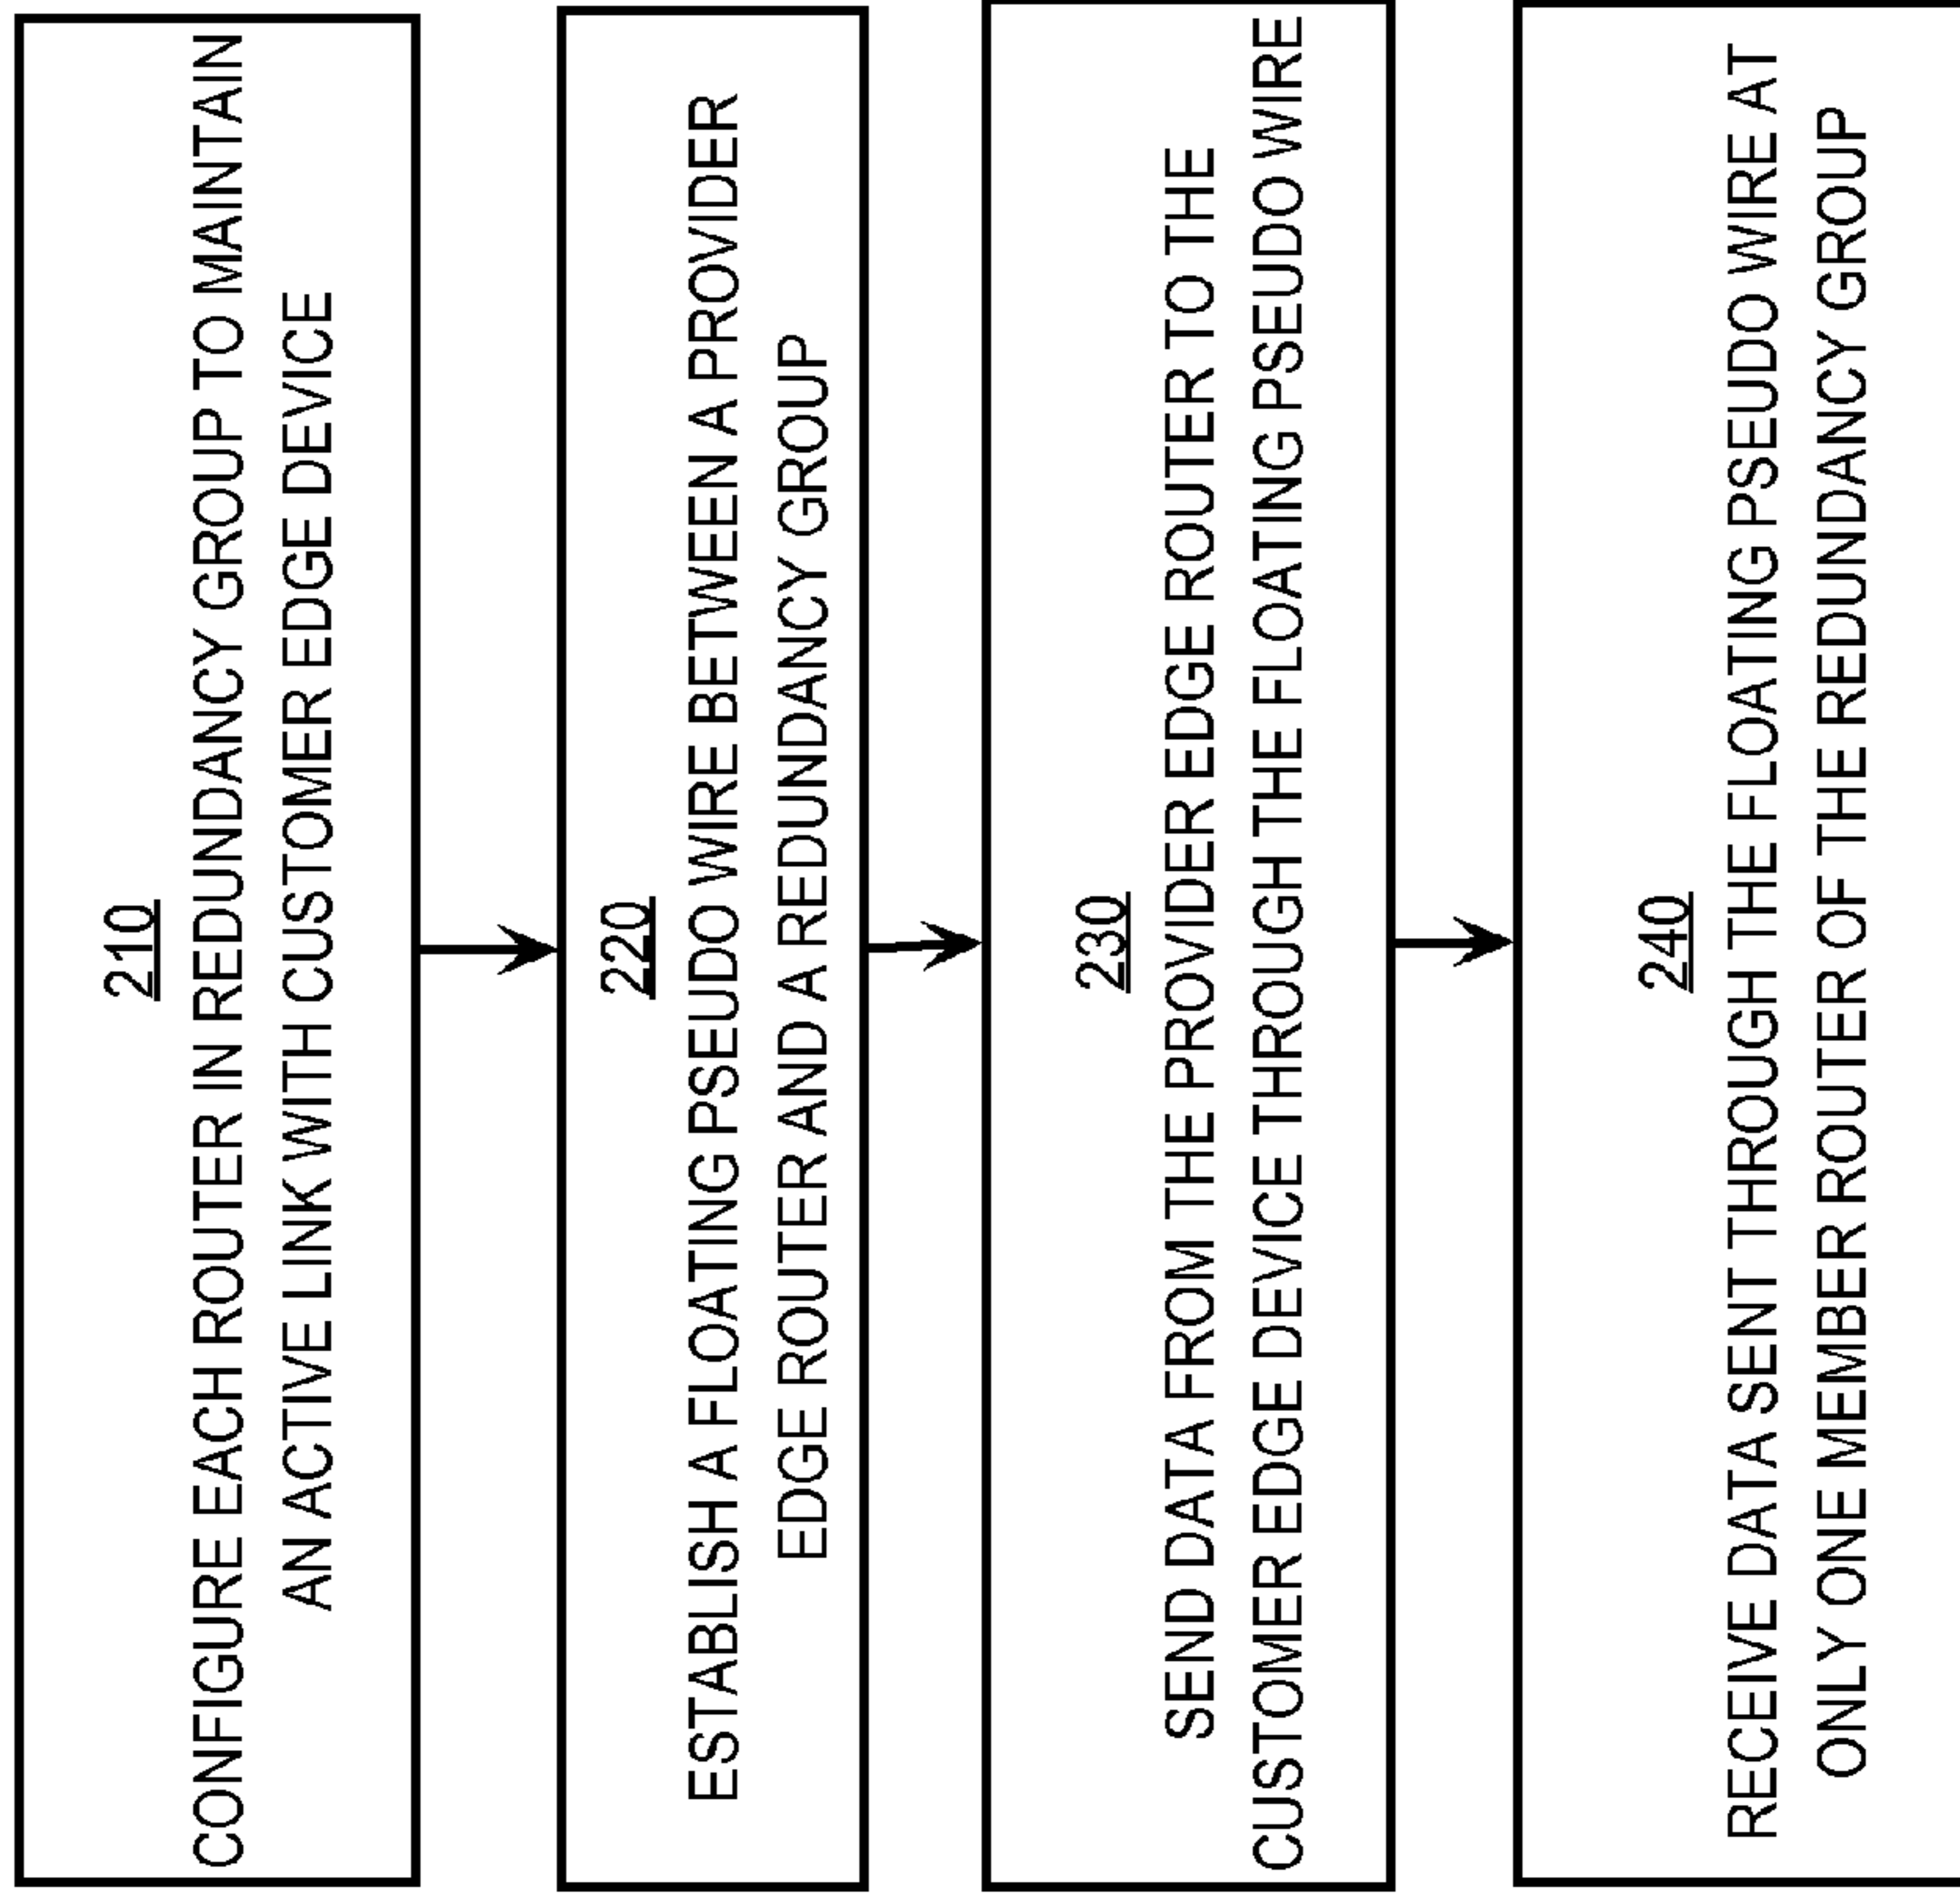 210
CONFIGURE EACH ROUTER IN REDUNDANCY GROUP TO MAINTAIN
AN ACTIVE LINK WITH CUSTOMER EDGE DEVICE
220
ESTABLISH A FLOATING PSEUDO WIRE BETWEEN A PROVIDER
EDGE ROUTER AND A REDUNDANCY GROUP
230
SEND DATA FROM THE PROVIDER EDGE ROUTER TO THE
CUSTOMER EDGE DEVICE THROUGH THE FLOATING PSEUDO WIRE
240
RECEIVE DATA SENT THROUGH THE FLOATING PSEUDO WIRE AT
ONLY ONE MEMBER ROUTER OF THE REDUNDANCY GROUP